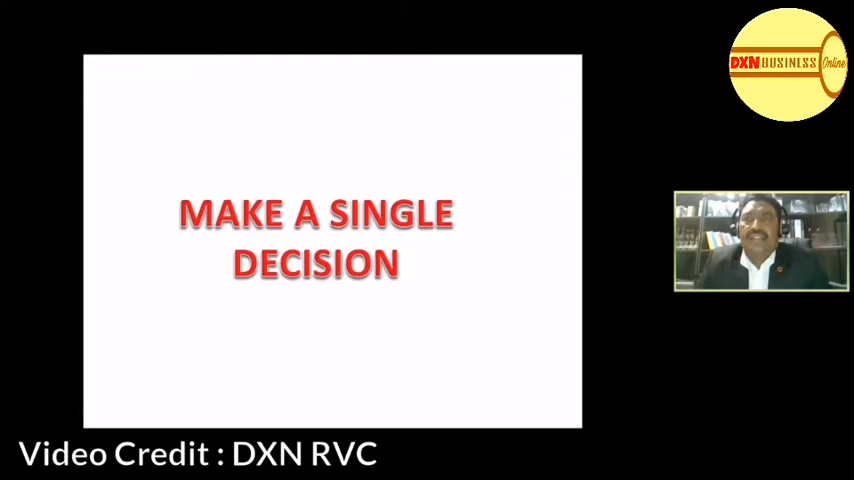 DXN BUSINESS Online
MAKE A SINGLE
DECISION
Video Credit : DXN RVC